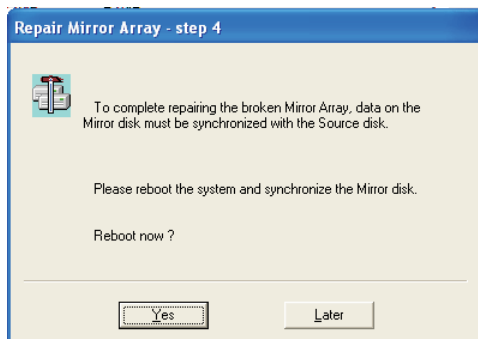 Repair Mirror Array - step 4
To complete repairing the broken Mirror Array, data on the
Mirror disk must be synchronized with the Source disk.
Please reboot the system and synchronize the Mirror disk.
Reboot now ?
Yes
Later